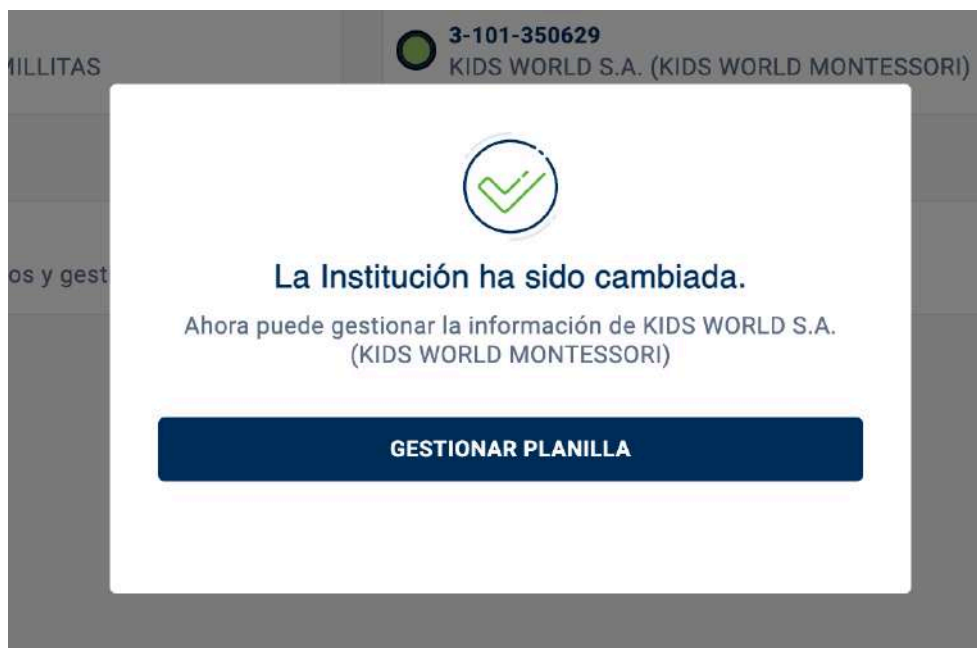 3-101-350629
MILLITAS
KIDS WORLD S.A. (KIDS WORLD MONTESSORI)
os y gest
La Institución ha sido cambiada.
Ahora puede gestionar la información de KIDS WORLD S.A.
(KIDS WORLD MONTESSORI)
GESTIONAR PLANILLA